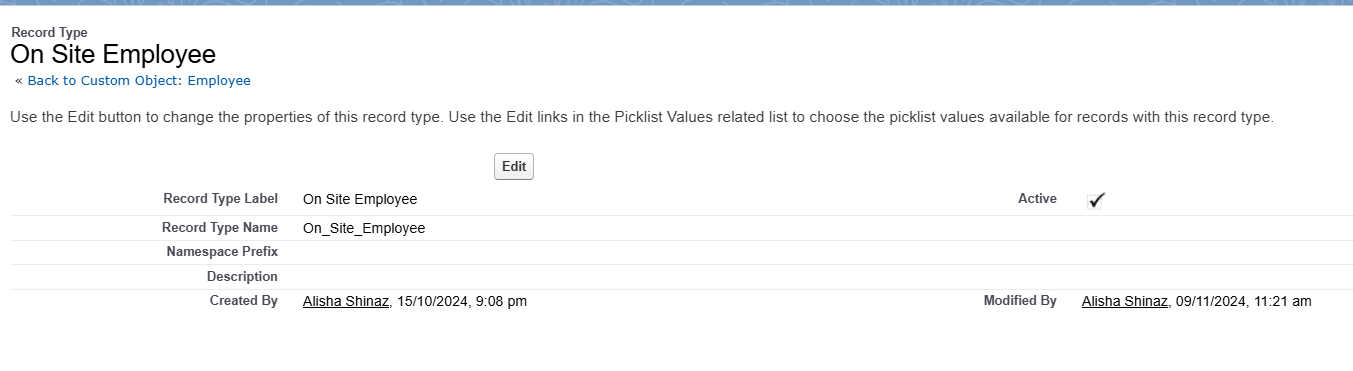 Record Type
On Site Employee
« Back to Custom Object: Employee
Use the Edit button to change the properties of this record type. Use the Edit links in the Picklist Values related list to choose the picklist values available for records with this record type.
Edit
Record Type Label On Site Employee Active
Record Type Name On_Site_Employee
Namespace Prefix
Description
Created By Alisha Shinaz, 15/10/2024, 9:08 pm Modified By Alisha Shinaz, 09/11/2024, 11:21 am